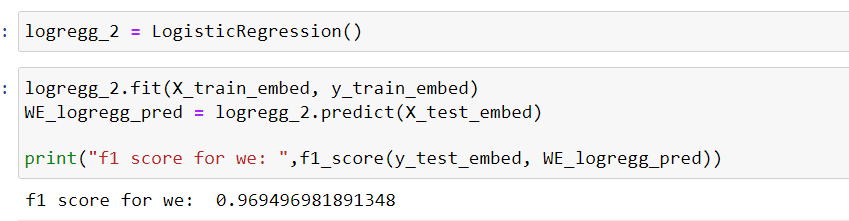 : logregg_2 = LogisticRegression()
: logregg_2.fit(X_train_embed, y_train_embed)
WE_logregg_pred = logregg_2.predict(X_test_embed)
print("f1 score for we: ",f1_score(y_test_embed, WE_logregg_pred))
f1 score for we:  0.969496981891348